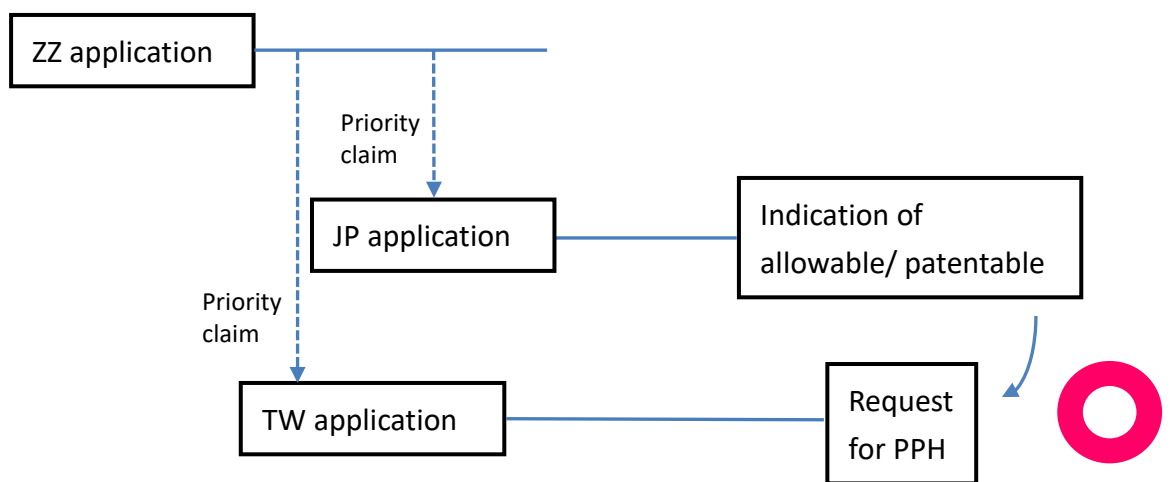 ZZ application
Priority
claim
JP application
Indication of
allowable/ patentable
Priority
claim
TW application
Request
for PPH